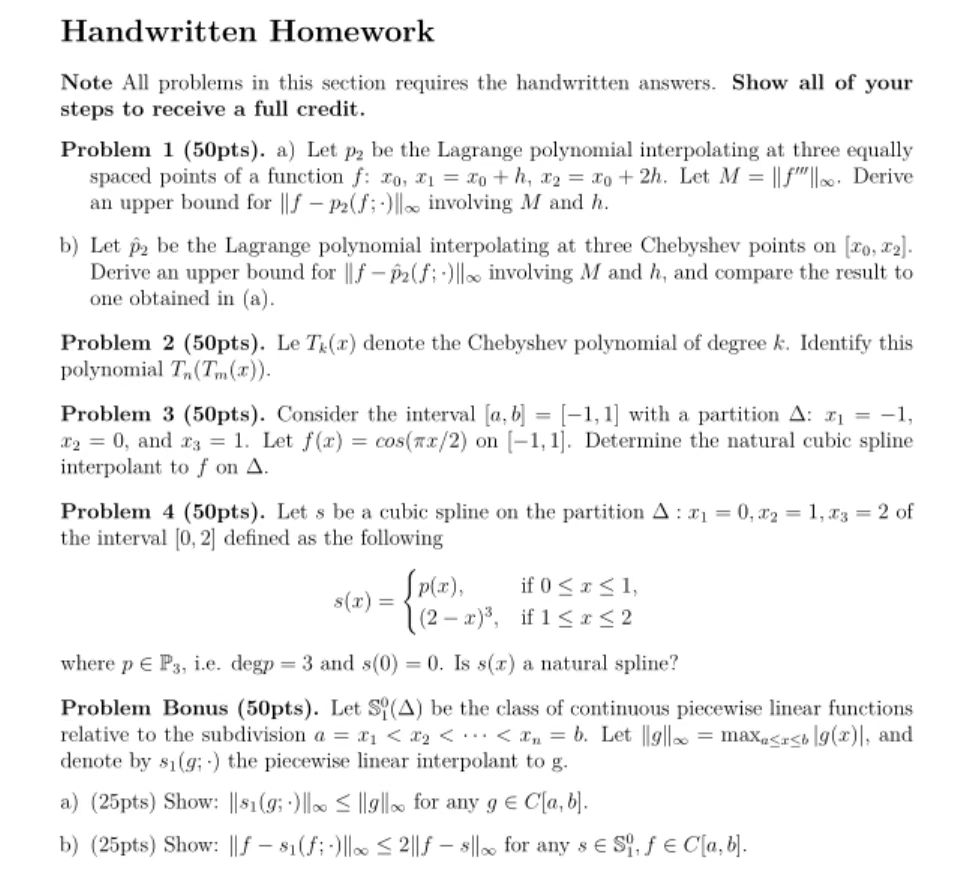 Handwritten Homework
Note All problems in this section requires the handwritten answers. Show all of your
steps to receive a full credit.
Problem 1 (50pts). a) Let p₂ be the Lagrange polynomial interpolating at three equally
spaced points of a function f: x₀, x₁ = x₀ + h, x₂ = x₀ + 2h. Let M = ||f'''||∞. Derive
an upper bound for ||f − p₂(f; ·)||∞ involving M and h.
b) Let p̂₂ be the Lagrange polynomial interpolating at three Chebyshev points on [x₀, x₂].
Derive an upper bound for ||f − p̂₂(f; ·)||∞ involving M and h, and compare the result to
one obtained in (a).
Problem 2 (50pts). Le Tₖ(x) denote the Chebyshev polynomial of degree k. Identify this
polynomial Tₙ(Tₘ(x)).
Problem 3 (50pts). Consider the interval [a, b] = [−1, 1] with a partition Δ: x₁ = −1,
x₂ = 0, and x₃ = 1. Let f(x) = cos(πx/2) on [−1, 1]. Determine the natural cubic spline
interpolant to f on Δ.
Problem 4 (50pts). Let s be a cubic spline on the partition Δ : x₁ = 0, x₂ = 1, x₃ = 2 of
the interval [0, 2] defined as the following
s(x) = { p(x), if 0 ≤ x ≤ 1,
(2 − x)³, if 1 ≤ x ≤ 2
where p ∈ ℙ₃, i.e. degp = 3 and s(0) = 0. Is s(x) a natural spline?
Problem Bonus (50pts). Let 𝕊₁⁰(Δ) be the class of continuous piecewise linear functions
relative to the subdivision a = x₁ < x₂ < ··· < xₙ = b. Let ||g||∞ = maxₐ≤ₓ≤b |g(x)|, and
denote by s₁(g; ·) the piecewise linear interpolant to g.
a) (25pts) Show: ||s₁(g; ·)||∞ ≤ ||g||∞ for any g ∈ C[a, b].
b) (25pts) Show: ||f − s₁(f; ·)||∞ ≤ 2||f − s||∞ for any s ∈ 𝕊₁⁰, f ∈ C[a, b].